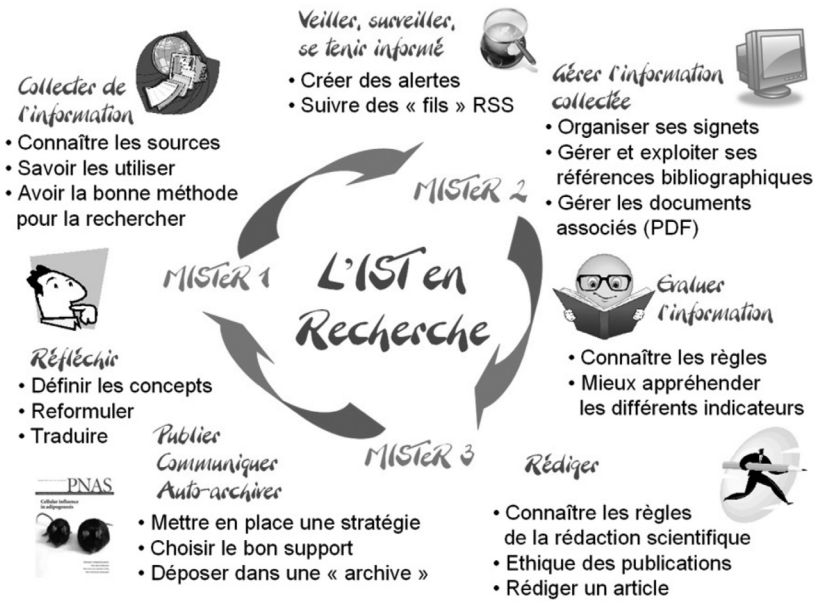 Veiller, surveiller,
se tenir informé
• Créer des alertes
• Suivre des « fils » RSS
Collecter de
l'information
• Connaître les sources
• Savoir les utiliser
• Avoir la bonne méthode
pour la rechercher
Gérer l'information
collectée
• Organiser ses signets
• Gérer et exploiter ses
références bibliographiques
• Gérer les documents
associés (PDF)
MISTeR 1
MISTeR 2
L'IST en
Recherche
MISTeR 3
Réfléchir
• Définir les concepts
• Reformuler
• Traduire
Evaluer
l'information
• Connaître les règles
• Mieux appréhender
les différents indicateurs
Publier
Communiquer
Auto-archiver
• Mettre en place une stratégie
• Choisir le bon support
• Déposer dans une « archive »
PNAS
Cellular influence
in adipogenesis
Rédiger
• Connaître les règles
de la rédaction scientifique
• Ethique des publications
• Rédiger un article